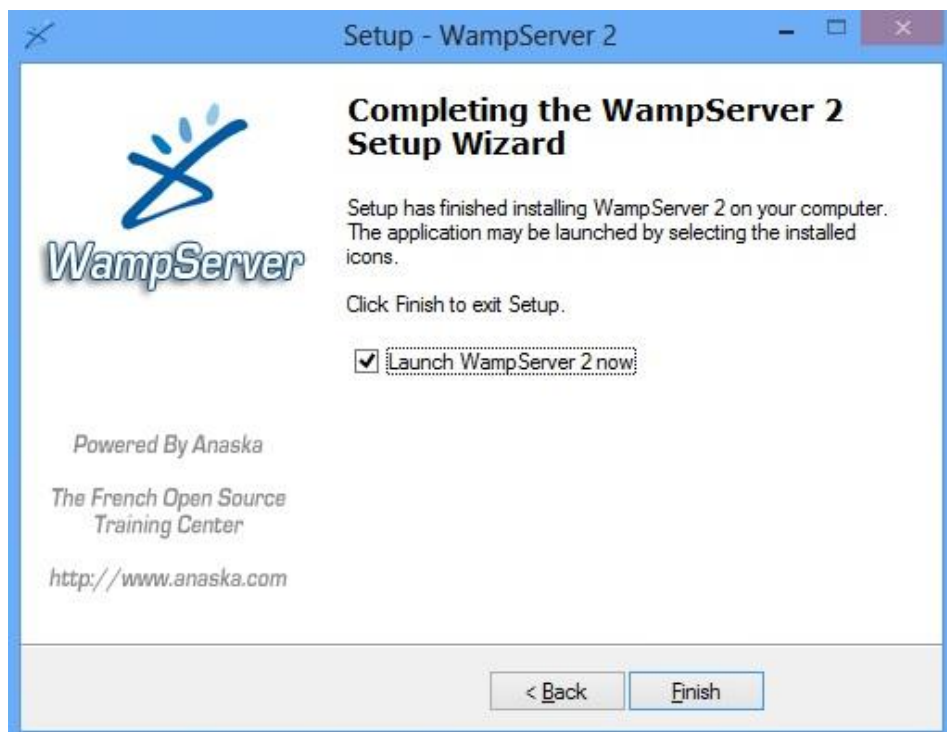 Setup - WampServer 2
Completing the WampServer 2
Setup Wizard
Setup has finished installing WampServer 2 on your computer.
The application may be launched by selecting the installed
icons.
Click Finish to exit Setup.
Launch WampServer 2 now
WampServer
Powered By Anaska
The French Open Source
Training Center
http://www.anaska.com
< Back
Finish